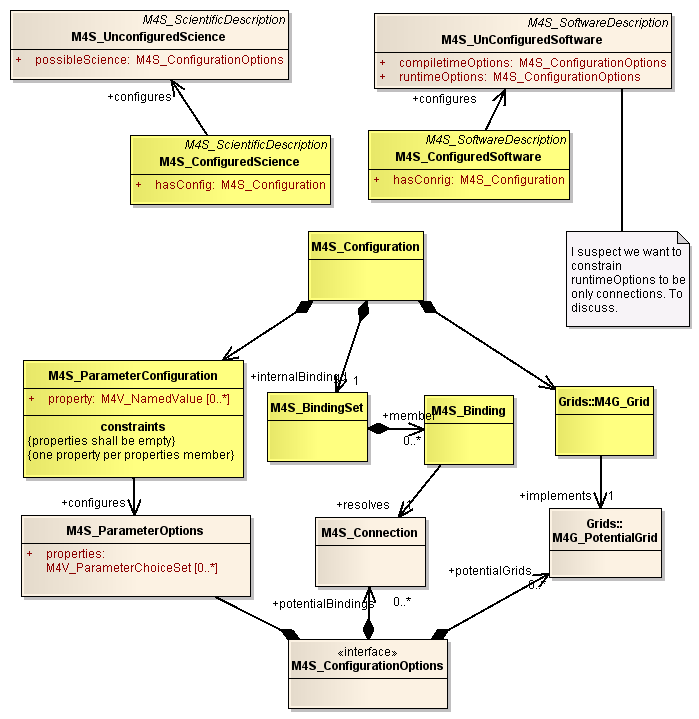 M4S_ScientificDescription
M4S_UnconfiguredScience
+ possibleScience: M4S_ConfigurationOptions
M4S_SoftwareDescription
M4S_UnConfiguredSoftware
+ compiletimeOptions: M4S_ConfigurationOptions
+ runtimeOptions: M4S_ConfigurationOptions
+configures
+configures
M4S_ScientificDescription
M4S_ConfiguredScience
+ hasConfig: M4S_Configuration
M4S_SoftwareDescription
M4S_ConfiguredSoftware
+ hasConrig: M4S_Configuration
I suspect we want to
constrain
runtimeOptions to be
only connections. To
discuss.
M4S_Configuration
M4S_ParameterConfiguration
+ property: M4V_NamedValue [0..*]
constraints
{properties shall be empty}
{one property per properties member}
+internalBinding
1
M4S_BindingSet
+member
0..*
M4S_Binding
Grids::M4G_Grid
+configures
+resolves
1
+implements
1
M4S_ParameterOptions
+ properties:
M4V_ParameterChoiceSet [0..*]
M4S_Connection
Grids::
M4G_PotentialGrid
+potentialGrids
0..*
+potentialBindings
0..*
«interface»
M4S_ConfigurationOptions